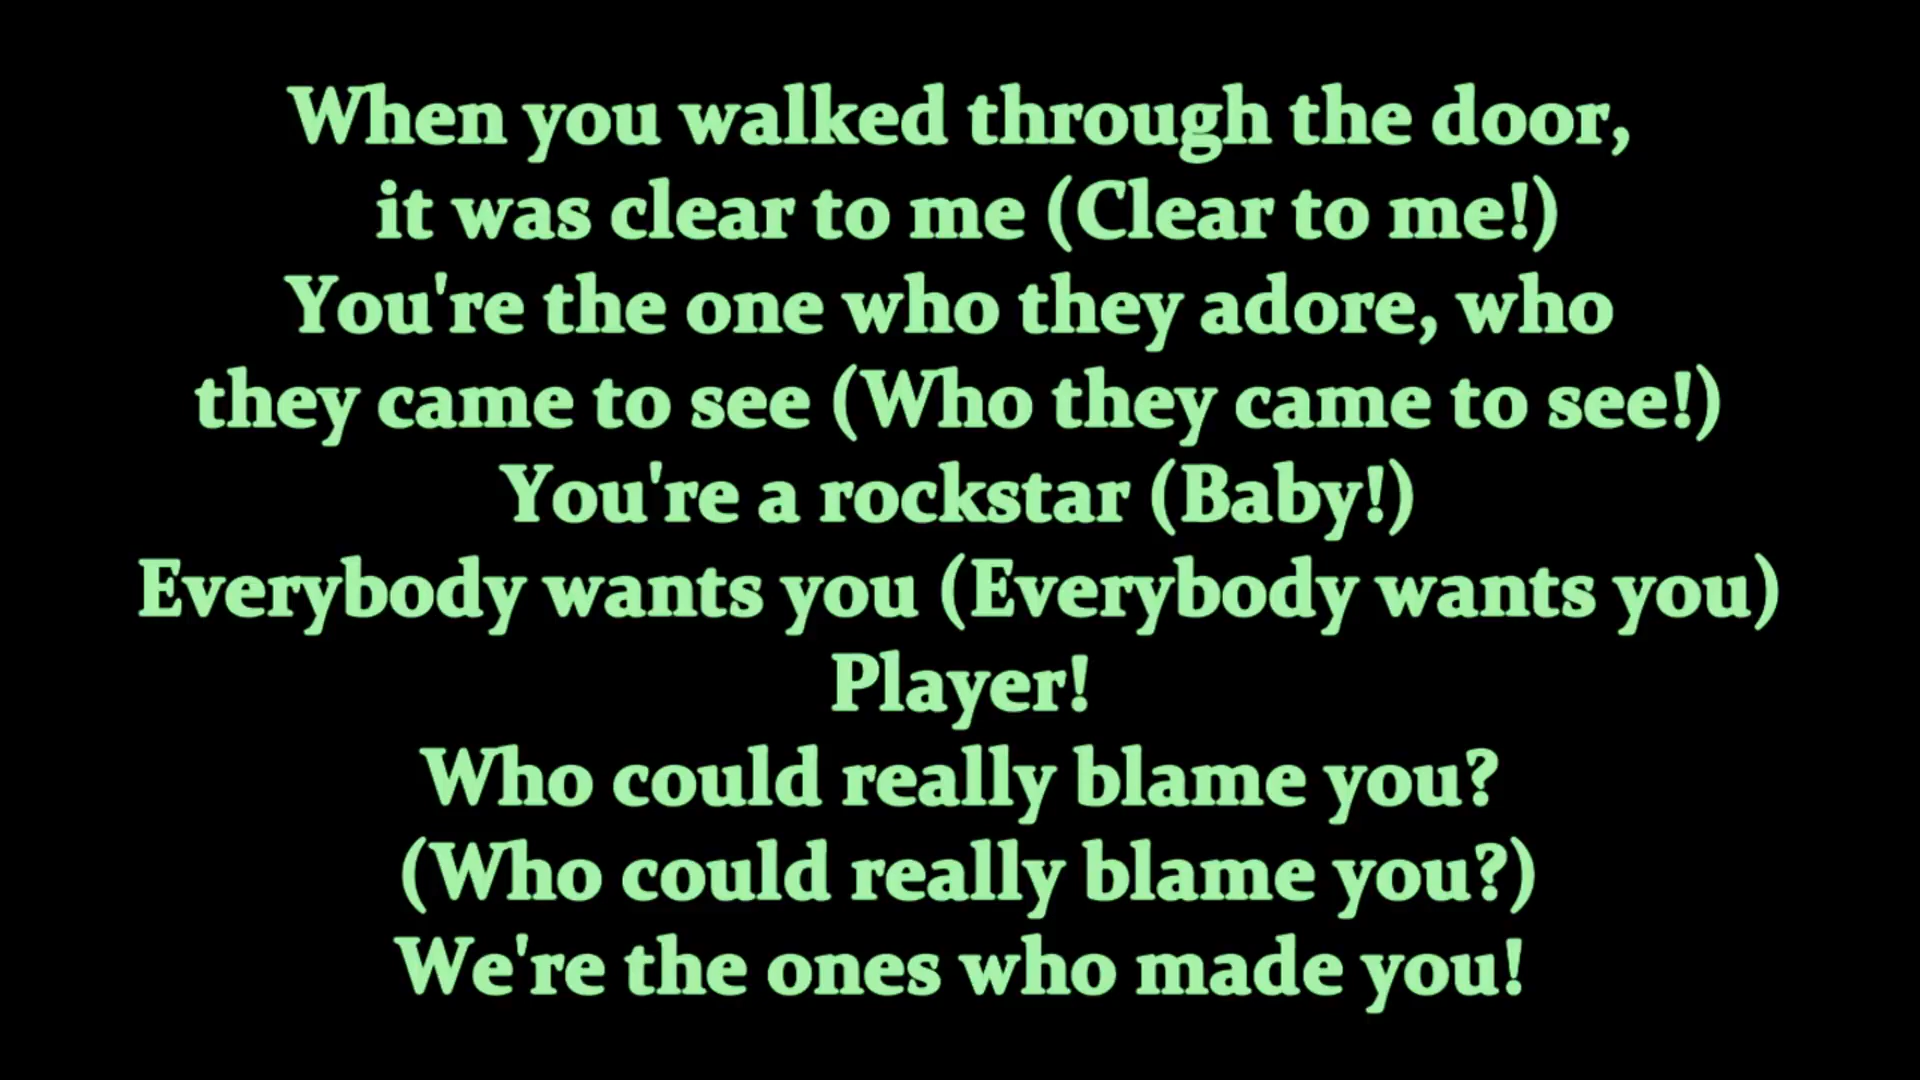 When you walked through the door,
it was clear to me (Clear to me!)
You're the one who they adore, who
they came to see (Who they came to see!)
You're a rockstar (Baby!)
Everybody wants you (Everybody wants you)
Player!
Who could really blame you?
(Who could really blame you?)
We're the ones who made you!